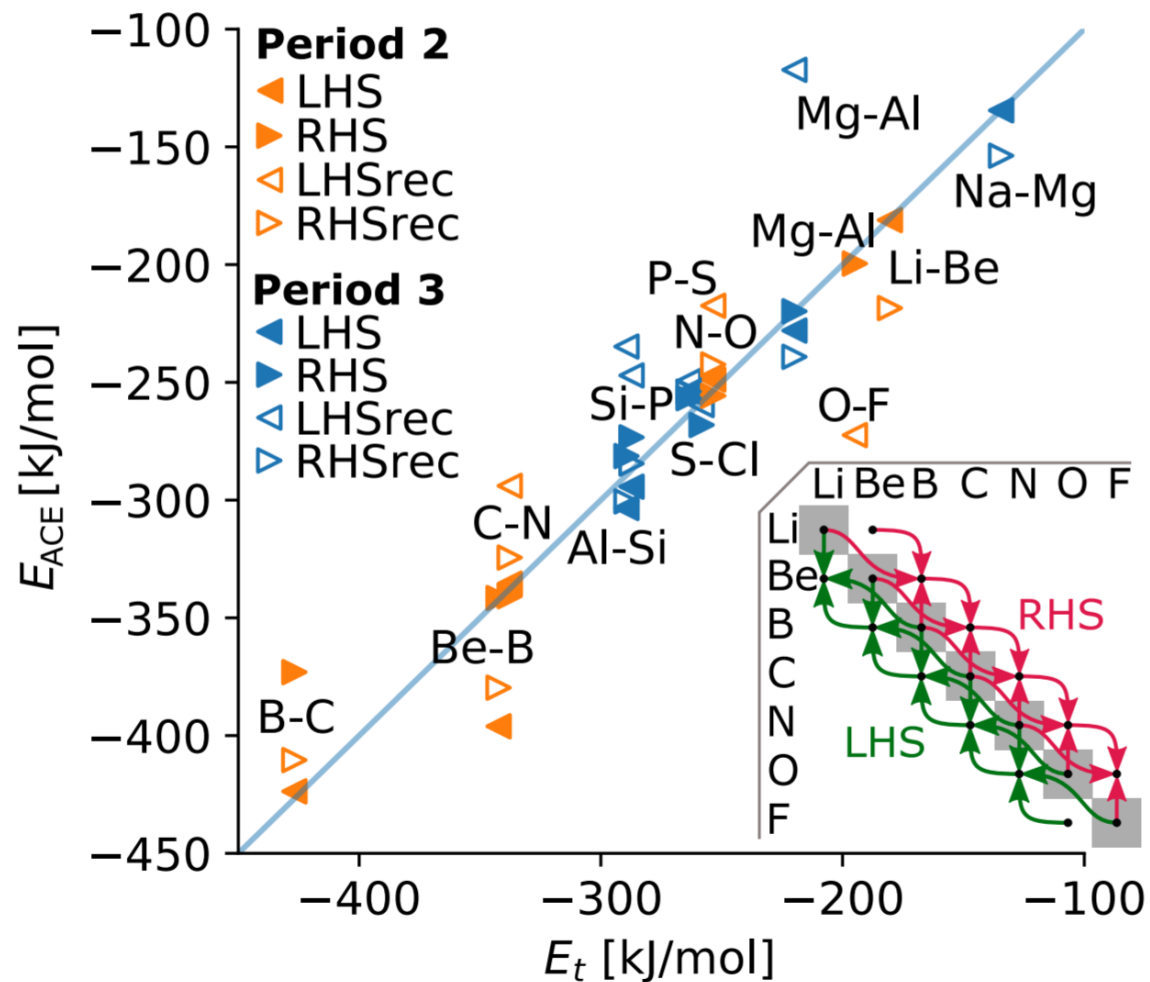 −100
−150
−200
−250
−300
−350
−400
−450
E_ACE [kJ/mol]
Period 2
LHS
RHS
LHSrec
RHSrec
Period 3
LHS
RHS
LHSrec
RHSrec
Mg-Al
Na-Mg
Mg-Al
Li-Be
P-S
N-O
Si-P
O-F
S-Cl
C-N
Al-Si
Be-B
B-C
Li Be B C N O F
Li
Be
B
C
N
O
F
RHS
LHS
−400 −300 −200 −100
E_t [kJ/mol]